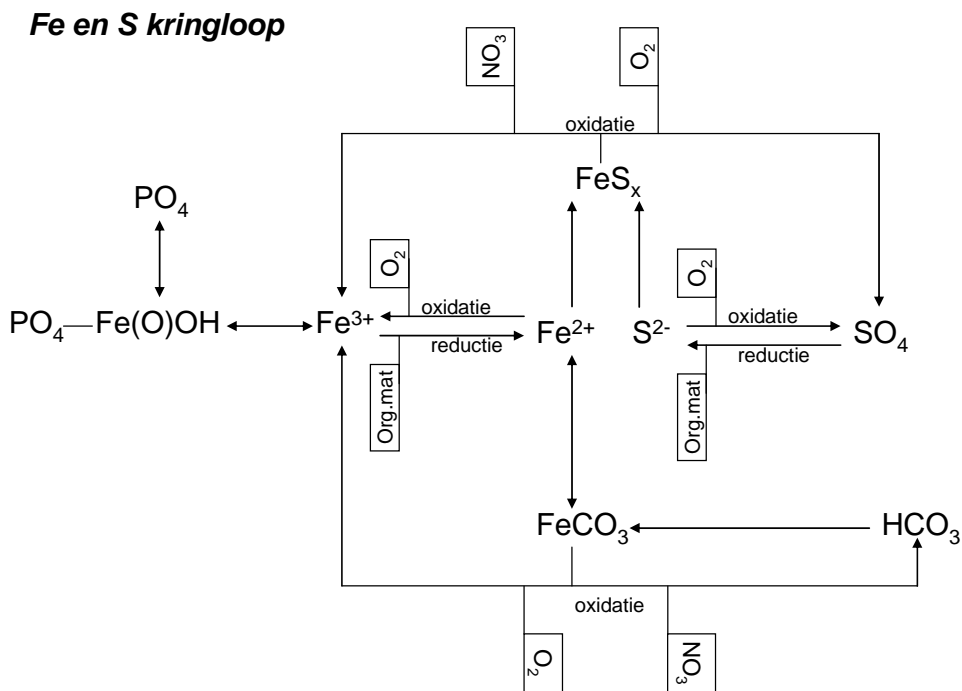 Fe en S kringloop
NO₃
O₂
oxidatie
FeSₓ
PO₄
O₂
O₂
oxidatie
oxidatie
PO₄—Fe(O)OH
Fe³⁺
Fe²⁺
S²⁻
SO₄
reductie
reductie
Org.mat
Org.mat
FeCO₃
HCO₃
oxidatie
O₂
NO₃